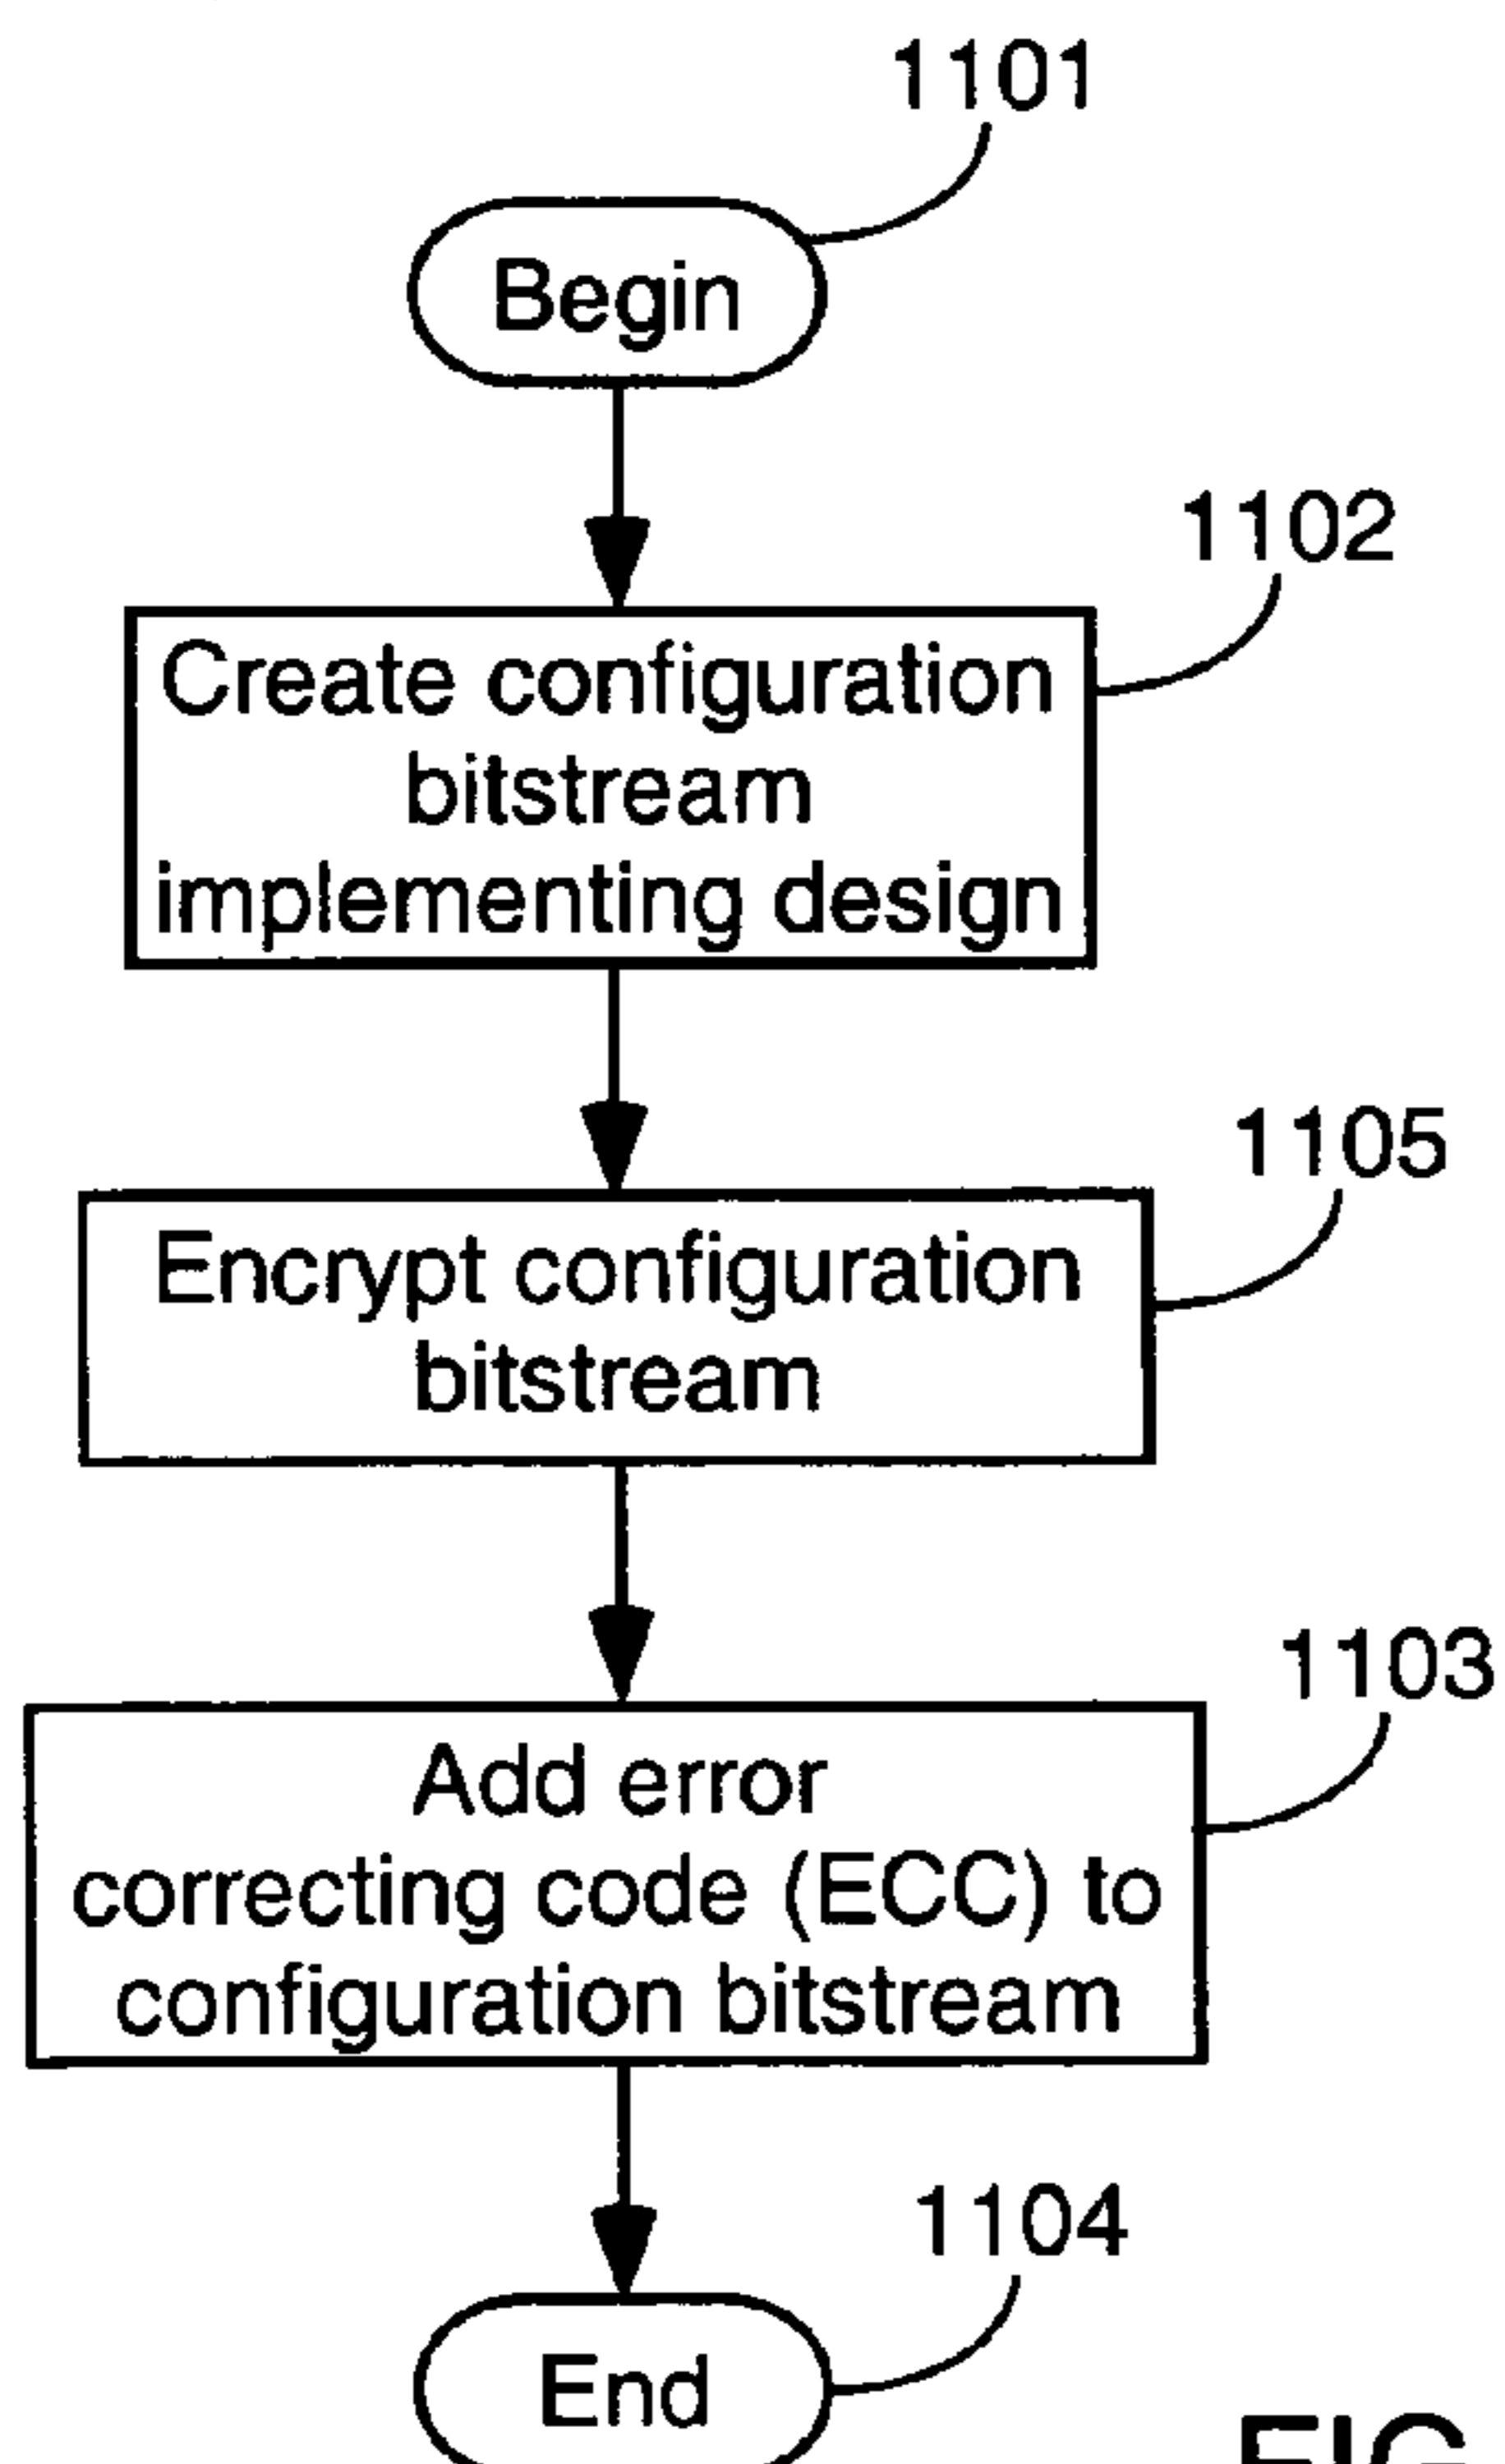 1101
Begin
1102
Create configuration
bitstream
implementing design
1105
Encrypt configuration
bitstream
1103
Add error
correcting code (ECC) to
configuration bitstream
1104
End